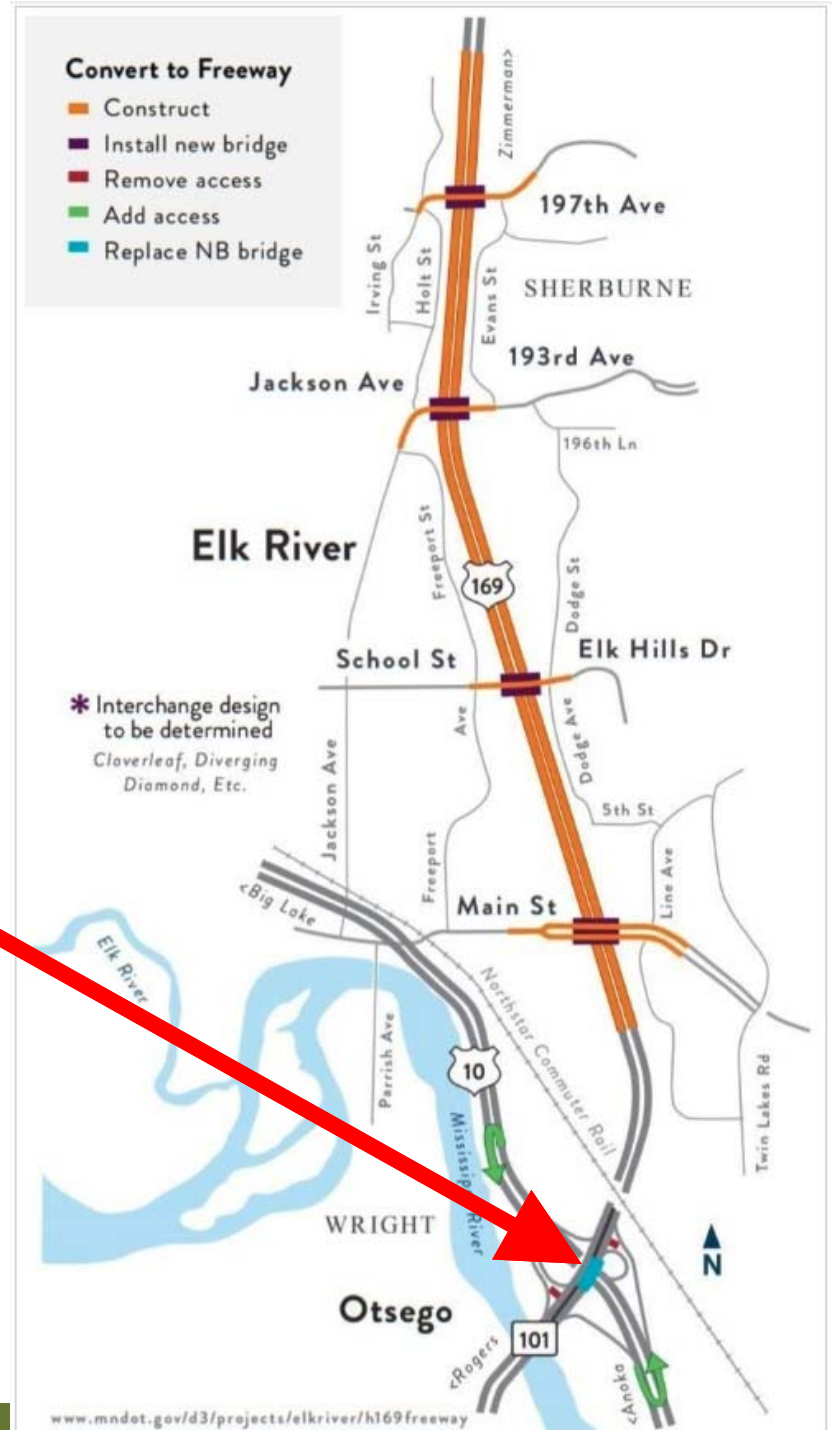 Convert to Freeway
Construct
Install new bridge
Remove access
Add access
Replace NB bridge
Zimmerman>
197th Ave
Irving St
Holt St
Evans St
SHERBURNE
193rd Ave
Jackson Ave
196th Ln
Elk River
Freeport St
169
Dodge St
School St
Elk Hills Dr
* Interchange design
to be determined
Cloverleaf, Diverging
Diamond, Etc.
Jackson Ave
Ave
Dodge Ave
5th St
<Big Lake
Freeport
Main St
Line Ave
Elk River
Northstar Commuter Rail
Parrish Ave
10
Twin Lakes Rd
Mississippi River
WRIGHT
N
Otsego
101
<Rogers
<Anoka
www.mndot.gov/d3/projects/elkriver/h169freeway